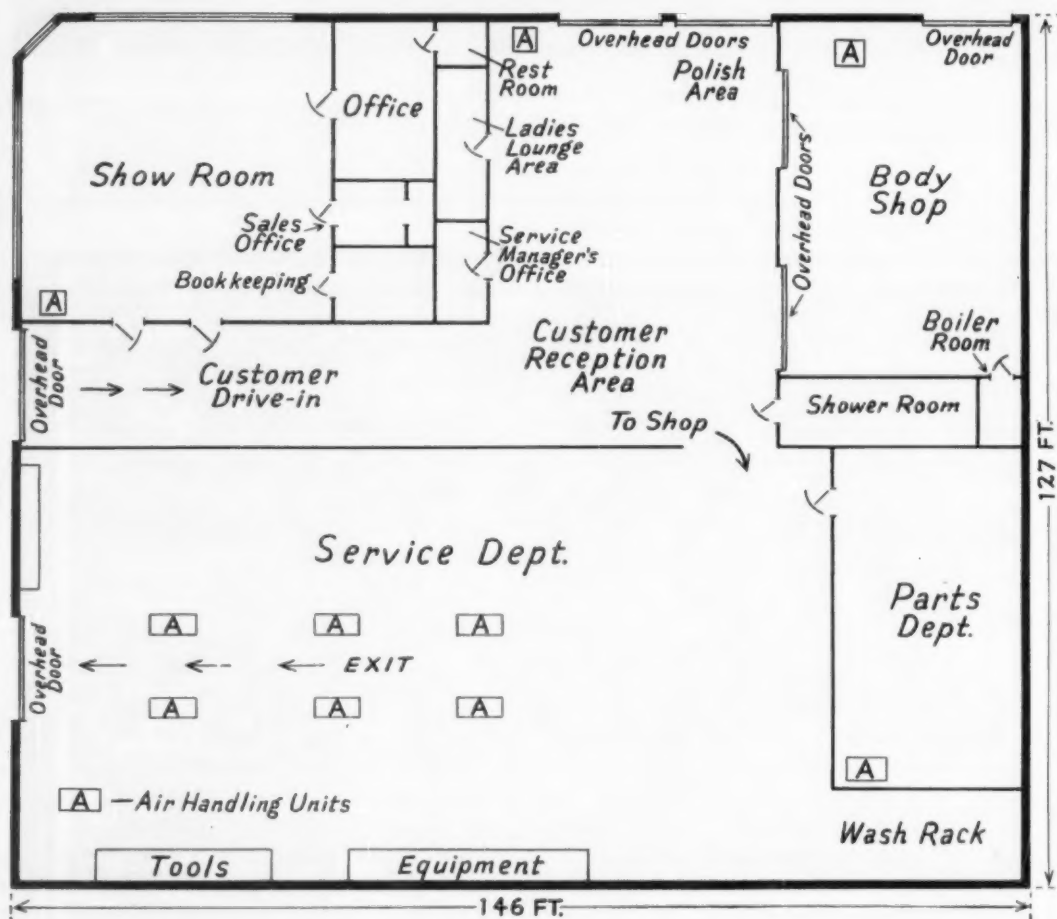 A
Overhead Doors
Polish
Area
A
Overhead
Door
Rest
Room
Office
Ladies
Lounge
Area
Show Room
Overhead Doors
Body
Shop
Sales
Office
Service
Manager's
Office
Bookkeeping
A
Customer
Reception
Area
Boiler
Room
Overhead
Door
Customer
Drive-in
Shower Room
To Shop
127 FT.
Service Dept.
Parts
Dept.
A
A
A
Overhead
Door
EXIT
A
A
A
A
A —Air Handling Units
Wash Rack
Tools
Equipment
146 FT.